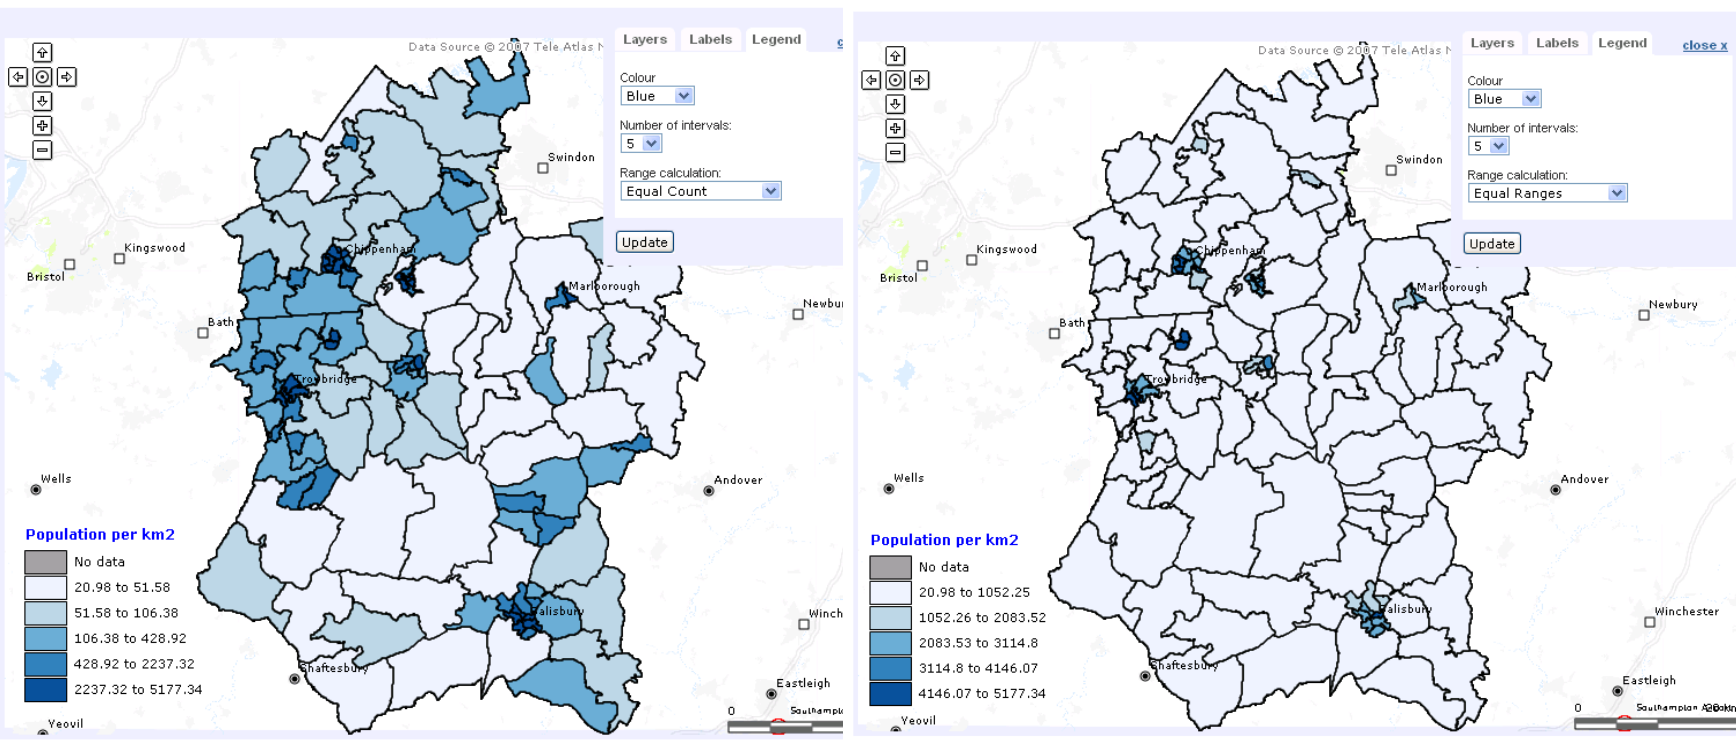 Data Source © 2007 Tele Atlas N
Layers Labels Legend
Colour
Blue
Number of intervals:
5
Range calculation:
Equal Count
Update
Swindon
Kingswood
Bristol
Chippenham
Marlborough
Newbur
Bath
Trowbridge
Wells
Andover
Salisbury
Winch
Shaftesbury
Eastleigh
Yeovil
Population per km2
No data
20.98 to 51.58
51.58 to 106.38
106.38 to 428.92
428.92 to 2237.32
2237.32 to 5177.34
0
Southampt
Data Source © 2007 Tele Atlas N
Layers Labels Legend close x
Colour
Blue
Number of intervals:
5
Range calculation:
Equal Ranges
Update
Swindon
Kingswood
Bristol
Chippenham
Marlborough
Newbury
Bath
Trowbridge
Wells
Andover
Salisbury
Winchester
Shaftesbury
Eastleigh
Yeovil
Population per km2
No data
20.98 to 1052.25
1052.26 to 2083.52
2083.53 to 3114.8
3114.8 to 4146.07
4146.07 to 5177.34
0
Southampton